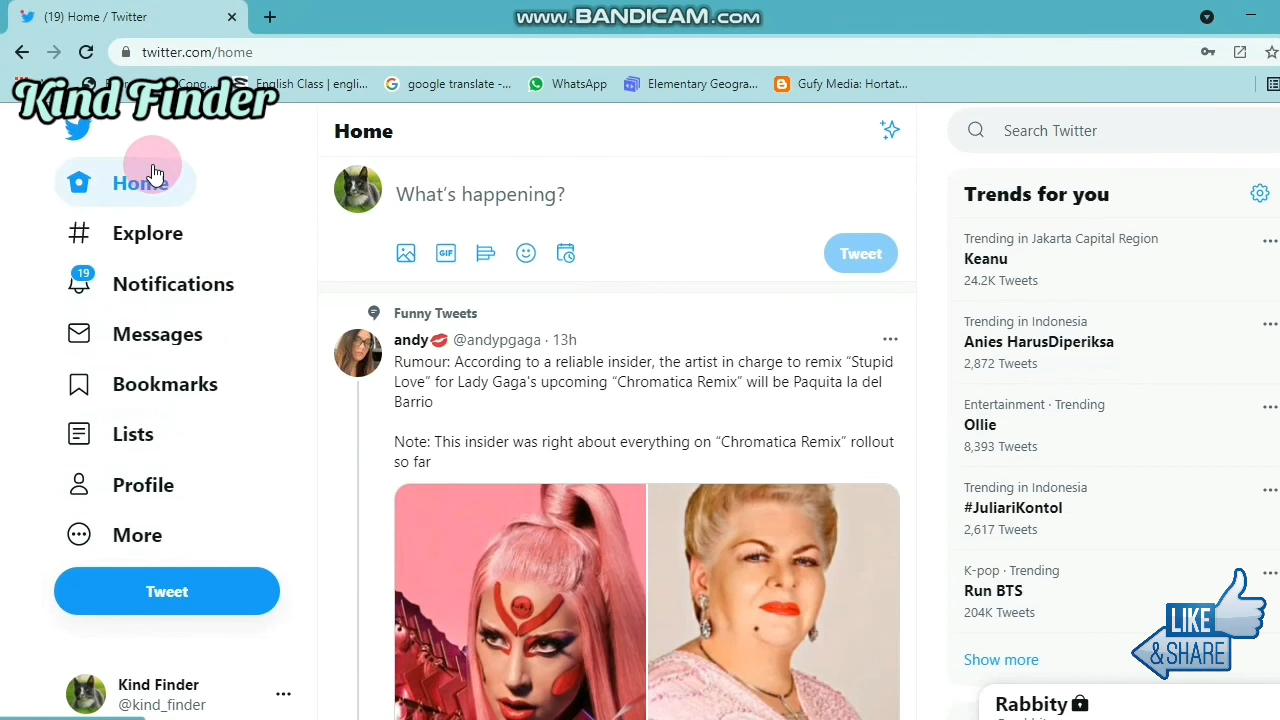 (19) Home / Twitter
www.BANDICAM.com
twitter.com/home
Cong...
English Class | engli...
google translate -...
WhatsApp
Elementary Geogra...
Gufy Media: Hortat...
Kind Finder
Home
Explore
19
Notifications
Messages
Bookmarks
Lists
Profile
More
Tweet
Kind Finder
@kind_finder
Home
What's happening?
GIF
Tweet
Funny Tweets
andy💋 @andypgaga · 13h
Rumour: According to a reliable insider, the artist in charge to remix “Stupid
Love” for Lady Gaga's upcoming “Chromatica Remix” will be Paquita la del
Barrio
Note: This insider was right about everything on “Chromatica Remix” rollout
so far
Search Twitter
Trends for you
Trending in Jakarta Capital Region
Keanu
24.2K Tweets
Trending in Indonesia
Anies HarusDiperiksa
2,872 Tweets
Entertainment · Trending
Ollie
8,393 Tweets
Trending in Indonesia
#JuliariKontol
2,617 Tweets
K-pop · Trending
Run BTS
204K Tweets
Show more
LIKE
& SHARE
Rabbity